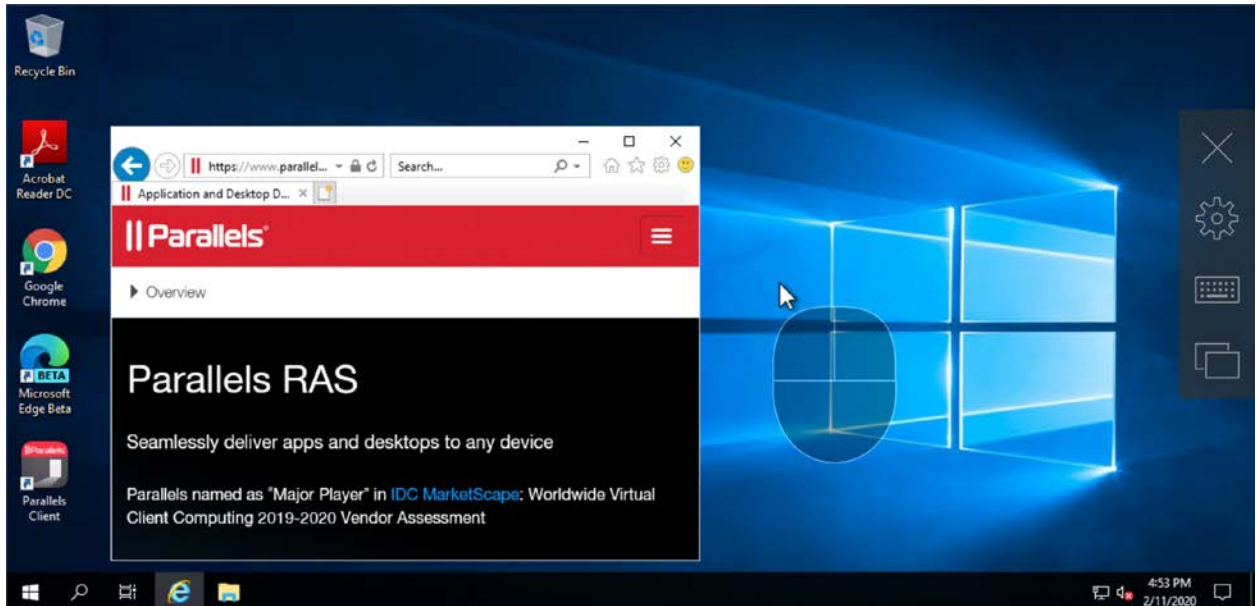 Recycle Bin
Acrobat
Reader DC
Google
Chrome
BETA
Microsoft
Edge Beta
Parallels
Parallels
Client
https://www.parallel...
Search...
Application and Desktop D...
Parallels®
Overview
Parallels RAS
Seamlessly deliver apps and desktops to any device
Parallels named as "Major Player" in IDC MarketScape: Worldwide Virtual
Client Computing 2019-2020 Vendor Assessment
4:53 PM
2/11/2020